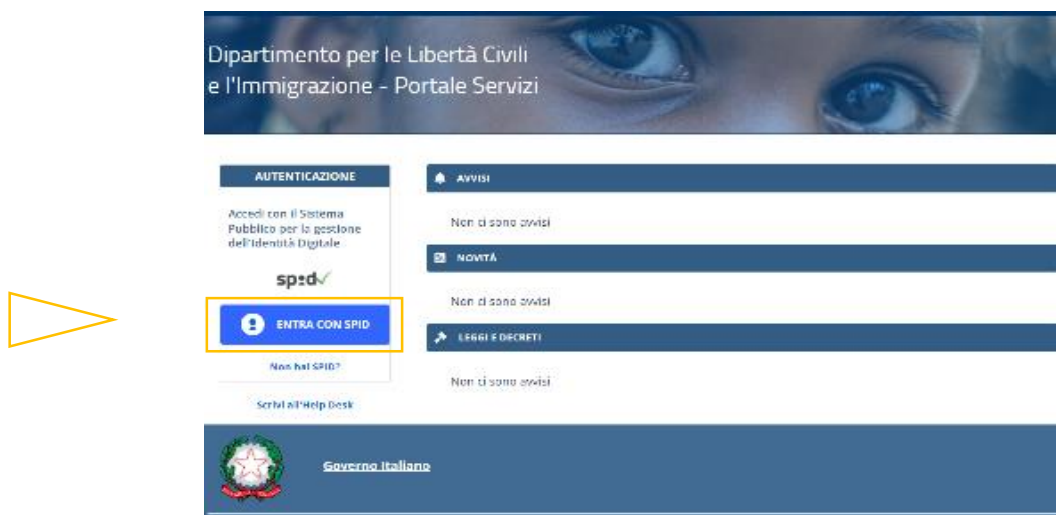 Dipartimento per le Libertà Civili
e l'Immigrazione - Portale Servizi
AUTENTICAZIONE
Accedi con il Sistema
Pubblico per la gestione
dell'Identità Digitale
spid
ENTRA CON SPID
Non hai SPID?
Scrivi all'Help Desk
AVVISI
Non ci sono avvisi
NOVITÀ
Non ci sono avvisi
LEGGI E DECRETI
Non ci sono avvisi
Governo Italiano